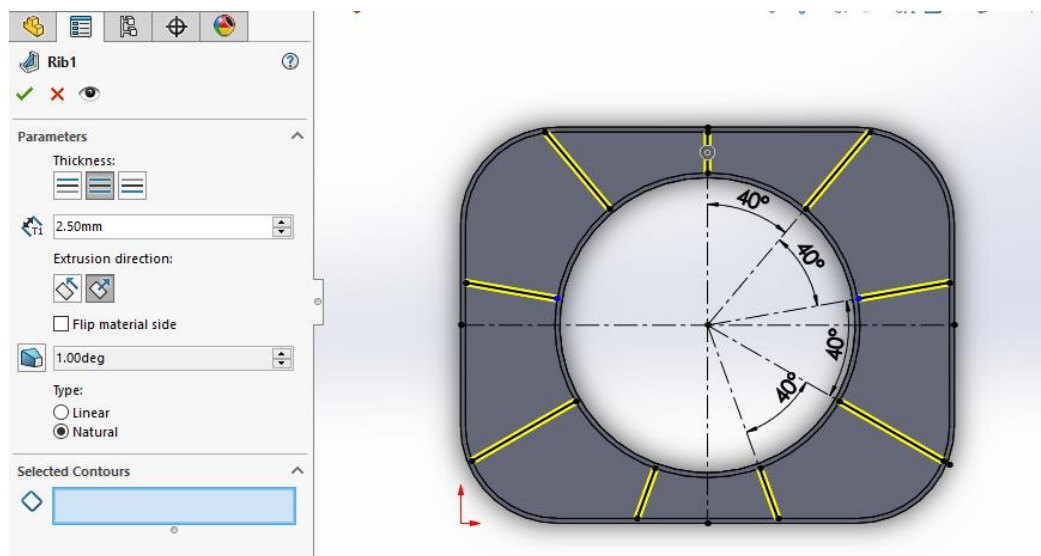 Rib1
Parameters
Thickness:
T1
2.50mm
Extrusion direction:
Flip material side
1.00deg
Type:
Linear
Natural
Selected Contours
40°
40°
40°
40°